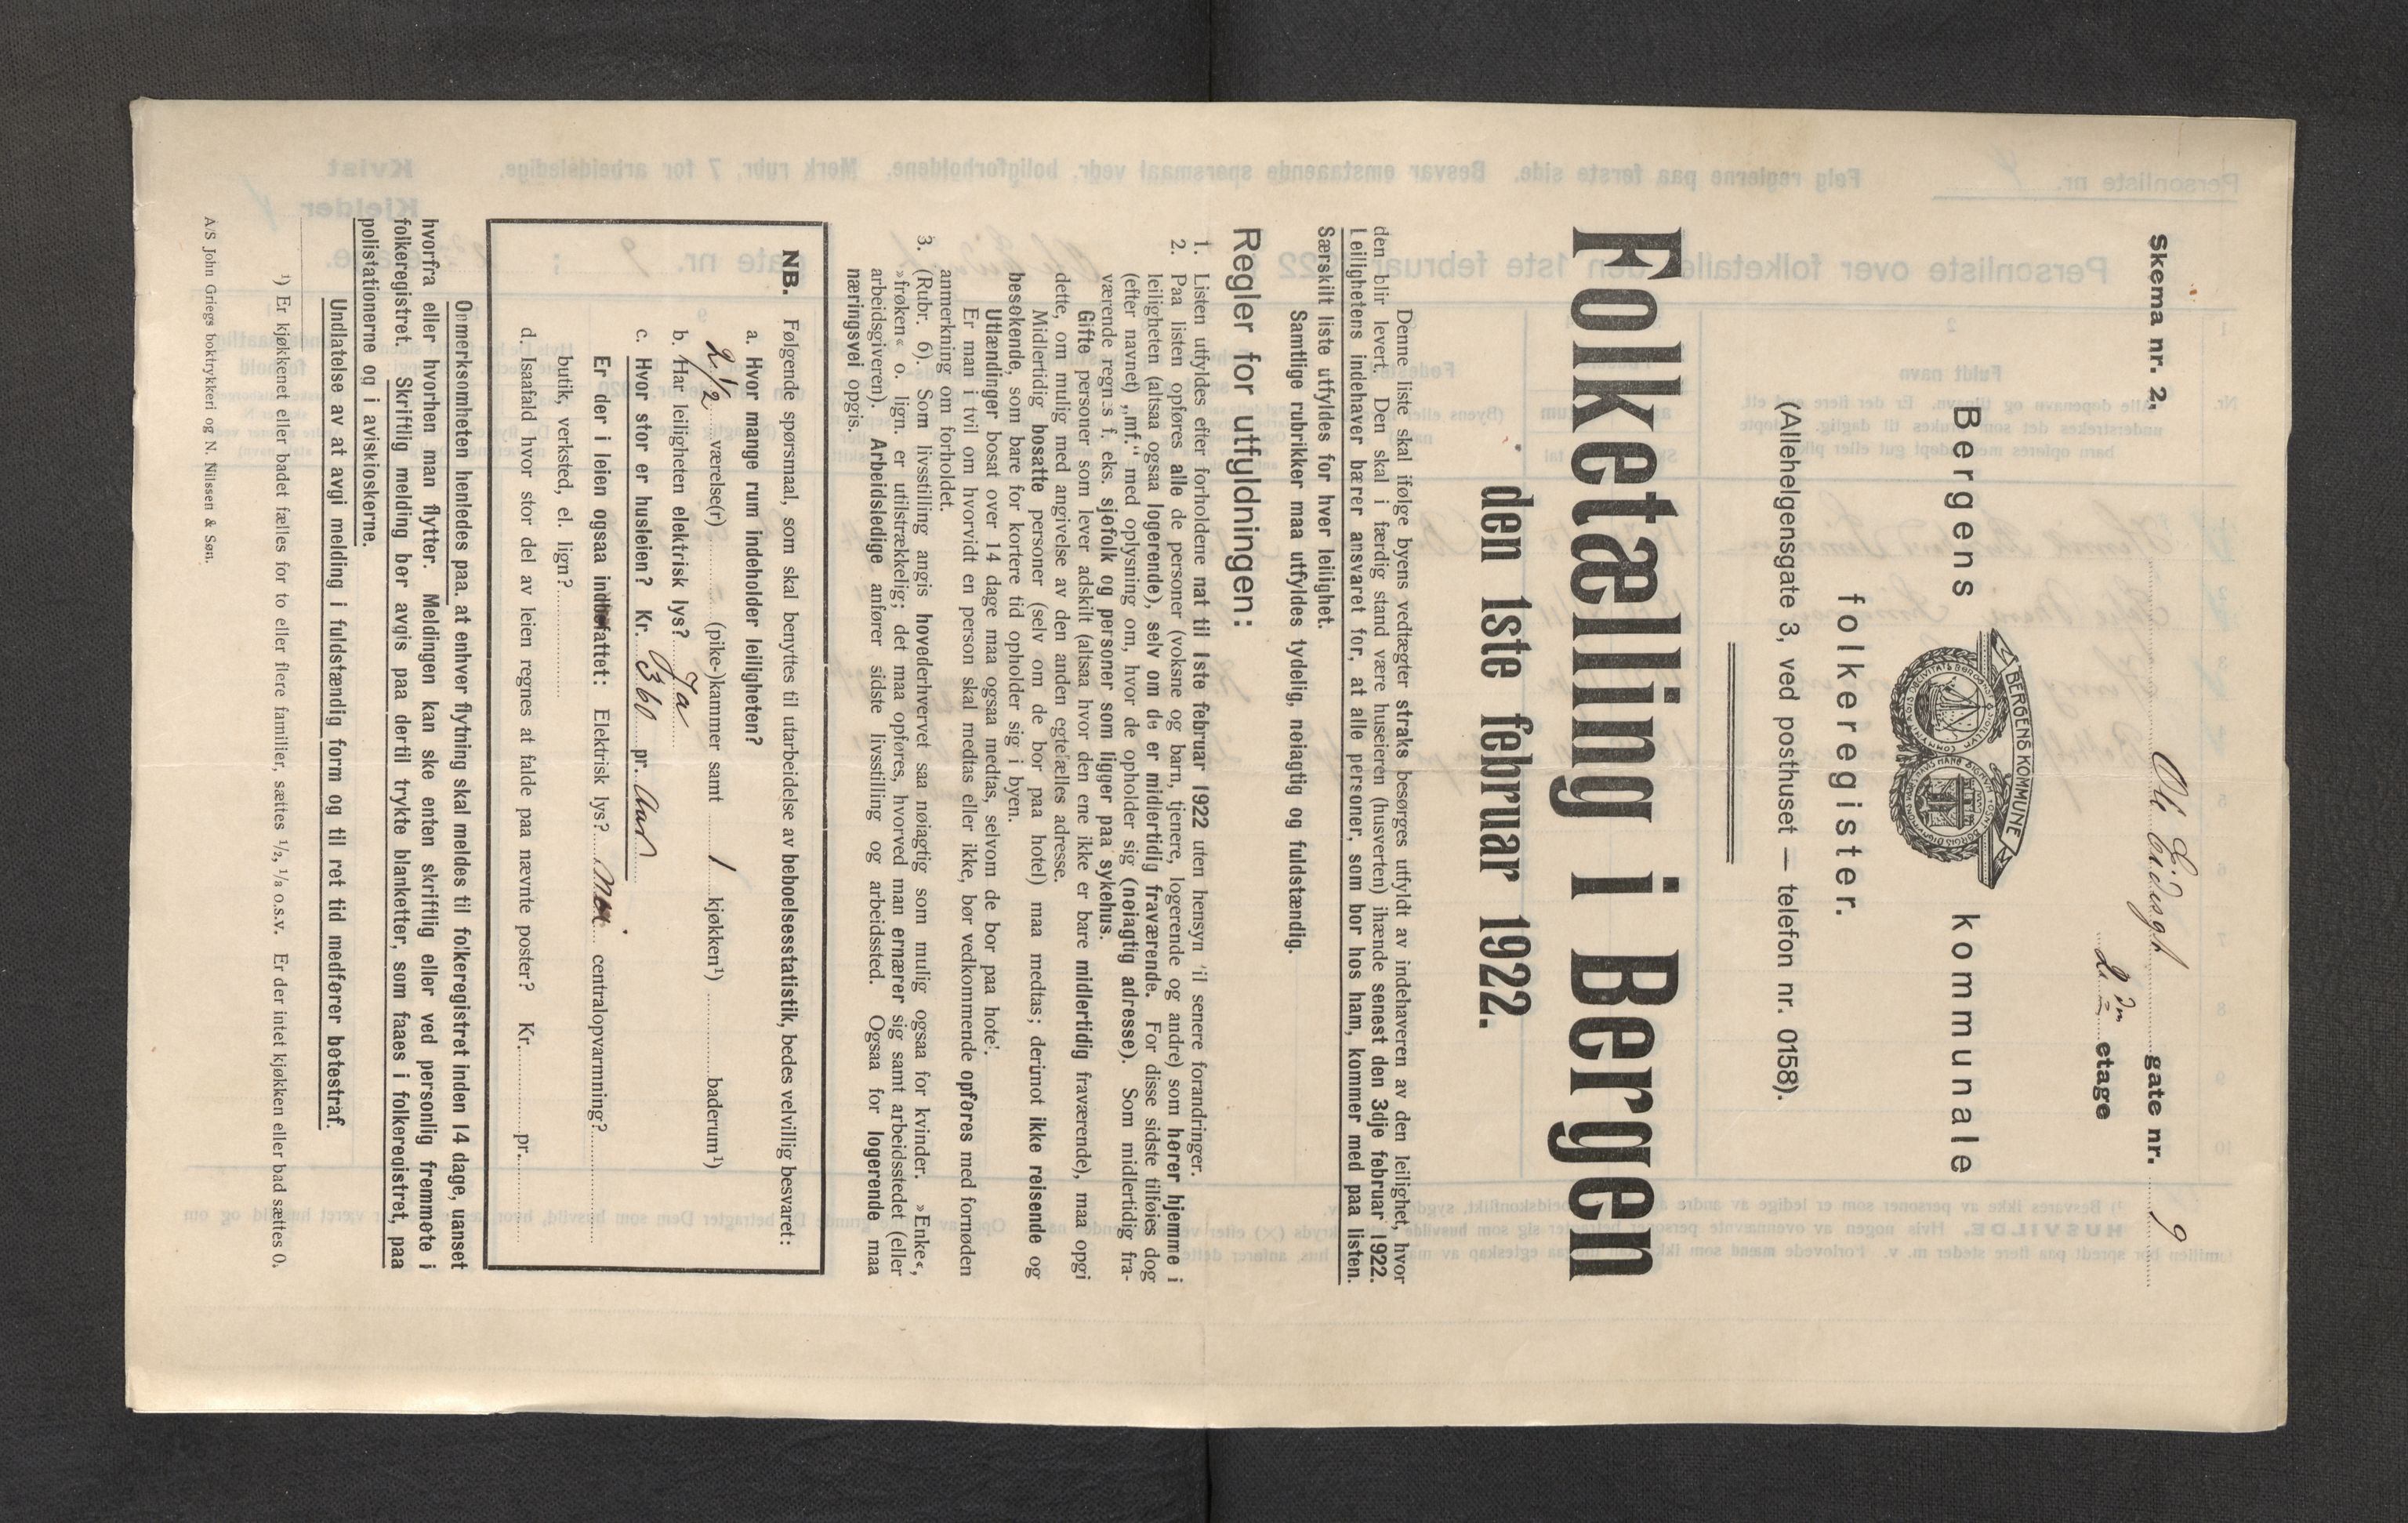 Skema nr. 2.
gate nr. 9
2den etage
BERGENS KOMMUNE
Bergens kommunale
folkeregister.
(Allehelgensgate 3, ved posthuset — telefon nr. 0158).
Folketælling i Bergen
den 1ste februar 1922.
Denne liste skal ifølge byens vedtægter straks besørges utfyldt av indehaveren av den leilighet, hvor
den blir levert. Den skal i færdig stand være huseieren (husverten) ihænde senest den 3dje februar 1922.
Leilighetens indehaver bærer ansvaret for, at alle personer, som bor hos ham, kommer med paa listen.
Særskilt liste utfyldes for hver leilighet.
Samtlige rubrikker maa utfyldes tydelig, nøiagtig og fuldstændig.
Regler for utfyldningen:
1. Listen utfyldes efter forholdene nat til 1ste februar 1922 uten hensyn til senere forandringer.
2. Paa listen opføres alle de personer (voksne og barn, tjenere, logerende og andre) som hører hjemme i
leiligheten (altsaa ogsaa logerende), selv om de er midlertidig fraværende. For disse sidste tilføies dog
(efter navnet) „mf." med oplysning om, hvor de opholder sig (nøiagtig adresse). Som midlertidig fra-
værende regnes f. eks. sjøfolk og personer som ligger paa sykehus.
Gifte personer som lever adskilt (altsaa hvor den ene ikke er bare midlertidig fraværende), maa opgi
dette, om mulig med angivelse av den anden egtefælles adresse.
Midlertidig bosatte personer (selv om de bor paa hotel) maa medtas; derimot ikke reisende og
besøkende, som bare for kortere tid opholder sig i byen.
Utlændinger bosat over 14 dage maa ogsaa medtas, selvom de bor paa hotel.
Er man i tvil om hvorvidt en person skal medtas eller ikke, bør vedkommende opføres med fornøden
anmerkning om forholdet.
3. (Rubr. 6). Som livsstilling angis hovederhvervet saa nøiagtig som mulig ogsaa for kvinder. »Enke«,
»frøken« o. lign. er utilstrækkelig; det maa opføres, hvorved man ernærer sig samt arbeidsstedet (eller
arbeidsgiveren). Arbeidsledige anfører sidste livsstilling og arbeidssted. Ogsaa for logerende maa
næringsvei opgis.
NB. Følgende spørsmaal, som skal benyttes til utarbeidelse av beboelsesstatistik, bedes velvillig besvaret:
a. Hvor mange rum indeholder leiligheten?
2 1/2 værelse(r) (pike-)kammer samt 1 kjøkken¹) baderum¹)
b. Har leiligheten elektrisk lys? Ja
c. Hvor stor er husleien? Kr. 360 pr. Aar
Er der i leien ogsaa indbefattet: Elektrisk lys? Nei centralopvarmning?
butik, verksted, el. lign?
d. Isaafald hvor stor del av leien regnes at falde paa nævnte poster? Kr. pr.
Opmerksomheten henledes paa, at enhver flytning skal meldes til folkeregistret inden 14 dage, uanset
hvorfra eller hvorhen man flytter. Meldingen kan ske enten skriftlig eller ved personlig fremmøte i
folkeregistret. Skriftlig melding bør avgis paa dertil trykte blanketter, som faaes i folkeregistret, paa
polistationerne og i aviskioskerne.
Undlatelse av at avgi melding i fuldstændig form og til ret tid medfører bøtestraf.
¹) Er kjøkkenet eller badet fælles for to eller flere familier, sættes 1/2, 1/3 o.s.v. Er der intet kjøkken eller bad sættes 0.
A/S John Griegs boktrykkeri og N. Nilssen & Søn.